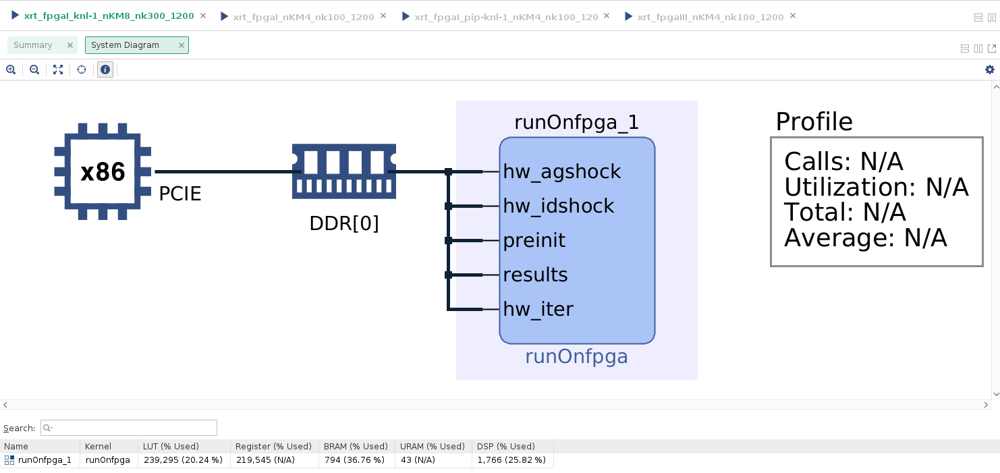 xrt_fpgaI_knl-1_nKM8_nk300_1200 xrt_fpgaI_nKM4_nk100_1200 xrt_fpgaI_pip-knl-1_nKM4_nk100_120 xrt_fpgaIII_nKM4_nk100_1200
Summary System Diagram
runOnfpga_1
x86
PCIE
DDR[0]
hw_agshock
hw_idshock
preinit
results
hw_iter
runOnfpga
Profile
Calls: N/A
Utilization: N/A
Total: N/A
Average: N/A
Search:
Name Kernel LUT (% Used) Register (% Used) BRAM (% Used) URAM (% Used) DSP (% Used)
runOnfpga_1 runOnfpga 239,295 (20.24 %) 219,545 (N/A) 794 (36.76 %) 43 (N/A) 1,766 (25.82 %)